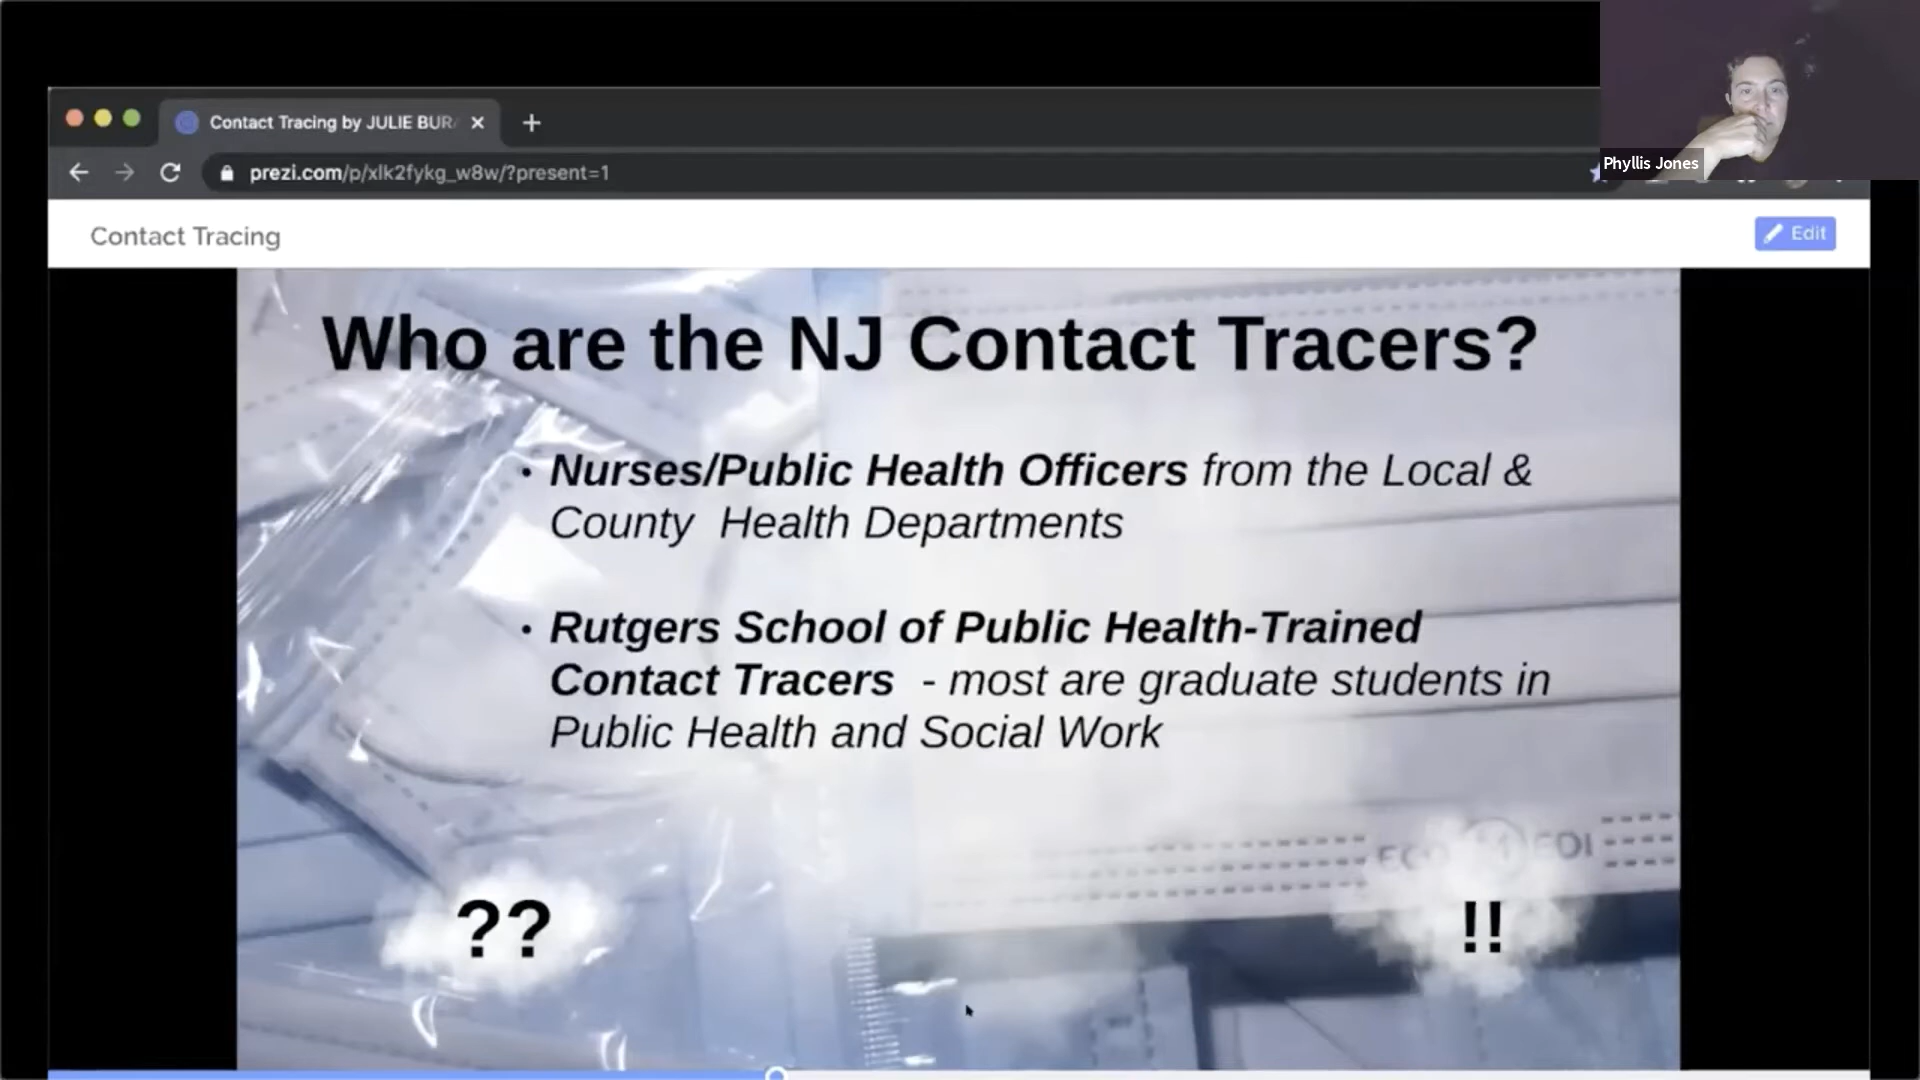 Contact Tracing by JULIE BUR
prezi.com/p/xlk2fykg_w8w/?present=1
Phyllis Jones
Contact Tracing
Edit
Who are the NJ Contact Tracers?
• Nurses/Public Health Officers from the Local &
County Health Departments
• Rutgers School of Public Health-Trained
Contact Tracers - most are graduate students in
Public Health and Social Work
??
!!